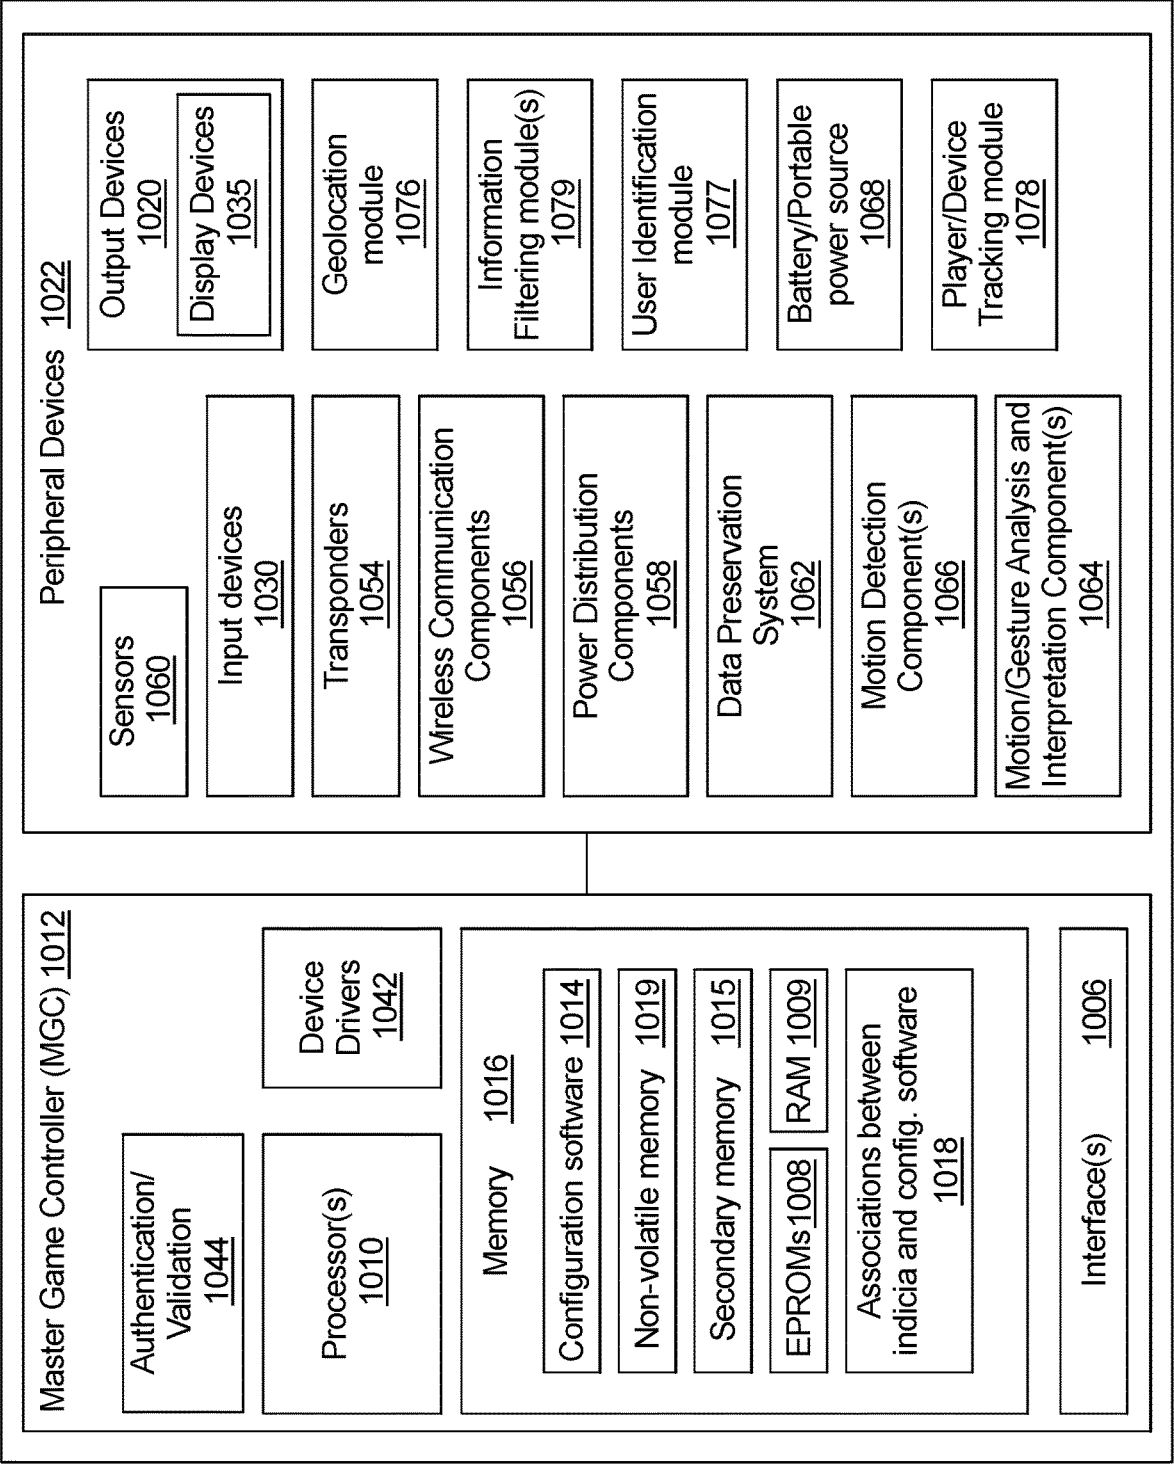 Master Game Controller (MGC) 1012
Authentication/
Validation
1044
Processor(s)
1010
Device
Drivers
1042
Memory 1016
Configuration software 1014
Non-volatile memory 1019
Secondary memory 1015
EPROMs1008
RAM 1009
Associations between
indicia and config. software
1018
Interface(s) 1006
Peripheral Devices 1022
Sensors
1060
Input devices
1030
Transponders
1054
Wireless Communication
Components
1056
Power Distribution
Components
1058
Data Preservation
System
1062
Motion Detection
Component(s)
1066
Motion/Gesture Analysis and
Interpretation Component(s)
1064
Output Devices
1020
Display Devices
1035
Geolocation
module
1076
Information
Filtering module(s)
1079
User Identification
module
1077
Battery/Portable
power source
1068
Player/Device
Tracking module
1078